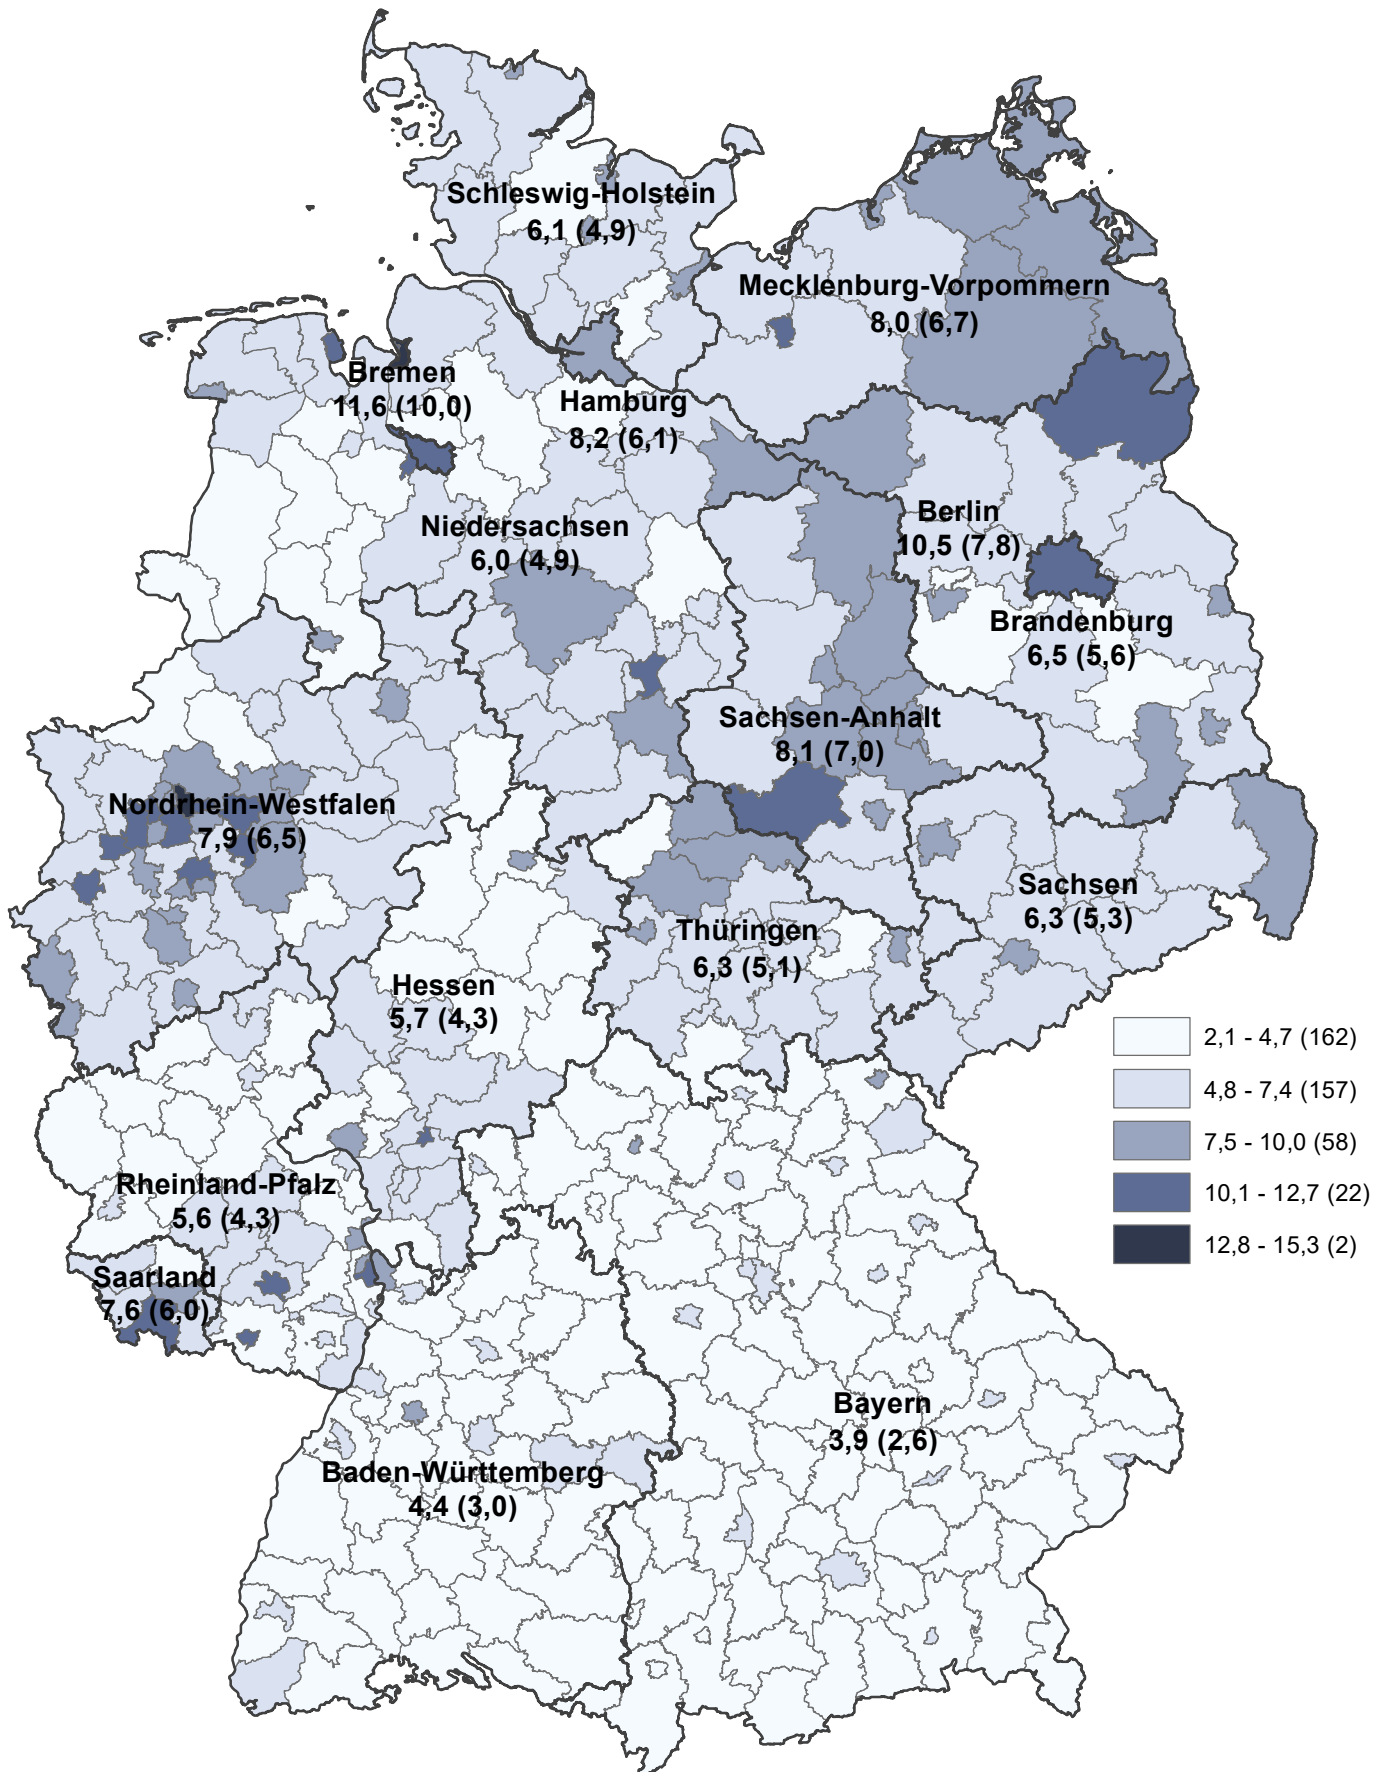 Schleswig-Holstein
6,1 (4,9)
Mecklenburg-Vorpommern
8,0 (6,7)
Bremen
11,6 (10,0)
Hamburg
8,2 (6,1)
Niedersachsen
6,0 (4,9)
Berlin
10,5 (7,8)
Brandenburg
6,5 (5,6)
Sachsen-Anhalt
8,1 (7,0)
Nordrhein-Westfalen
7,9 (6,5)
Sachsen
6,3 (5,3)
Thüringen
6,3 (5,1)
Hessen
5,7 (4,3)
Rheinland-Pfalz
5,6 (4,3)
Saarland
7,6 (6,0)
Bayern
3,9 (2,6)
Baden-Württemberg
4,4 (3,0)
2,1 - 4,7 (162)
4,8 - 7,4 (157)
7,5 - 10,0 (58)
10,1 - 12,7 (22)
12,8 - 15,3 (2)